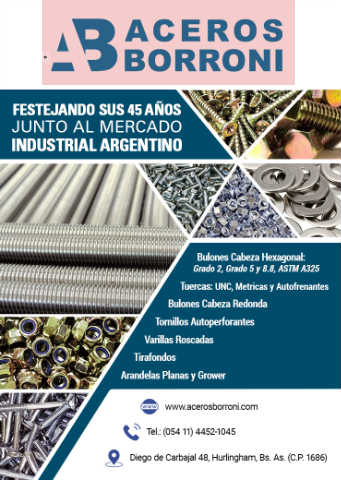 AB ACEROS
BORRONI
FESTEJANDO SUS 45 AÑOS
JUNTO AL MERCADO
INDUSTRIAL ARGENTINO
Bulones Cabeza Hexagonal:
Grado 2, Grado 5 y 8.8, ASTM A325
Tuercas: UNC, Metricas y Autofrenantes
Bulones Cabeza Redonda
Tornillos Autoperforantes
Varillas Roscadas
Tirafondos
Arandelas Planas y Grower
www www.acerosborroni.com
Tel.: (054 11) 4452-1045
Diego de Carbajal 48, Hurlingham, Bs. As. (C.P. 1686)